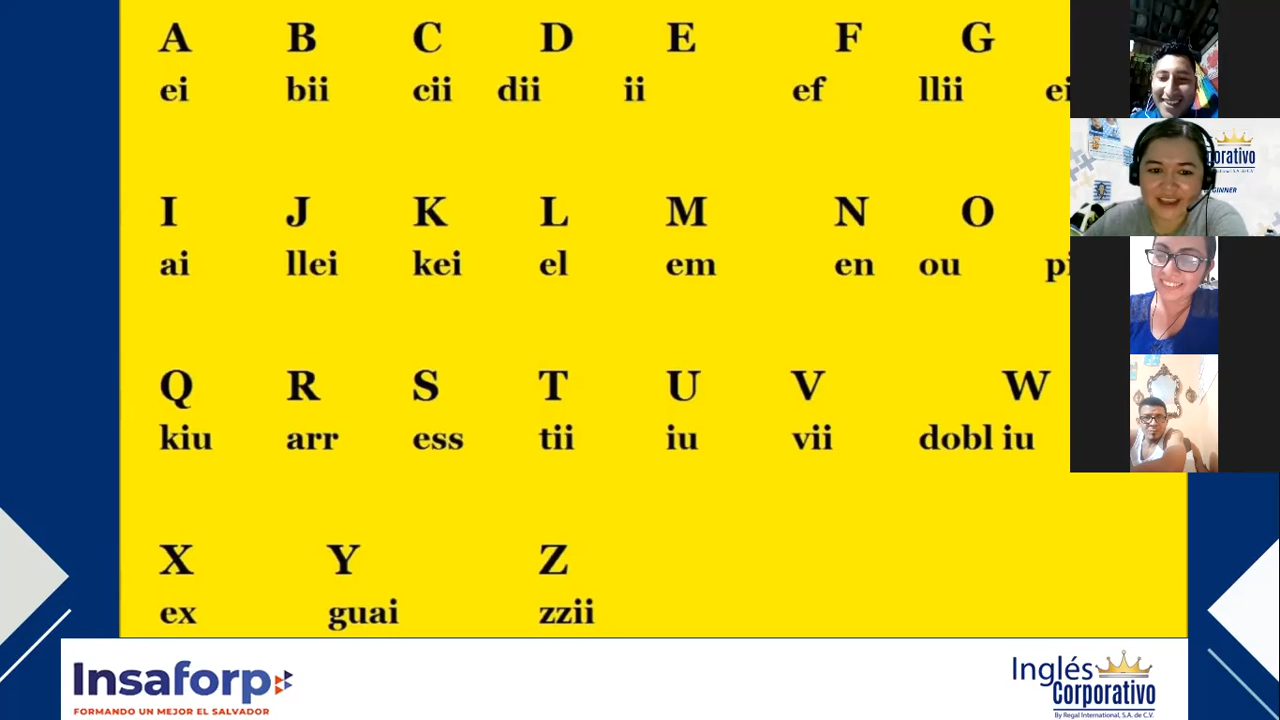 A B C D E F G
ei bii cii dii ii ef llii
I J K L M N O
ai llei kei el em en ou
Q R S T U V W
kiu arr ess tii iu vii dobl iu
X Y Z
ex guai zzii
Insaforp
FORMANDO UN MEJOR EL SALVADOR
Inglés
Corporativo
By Regal International, S.A. de C.V.